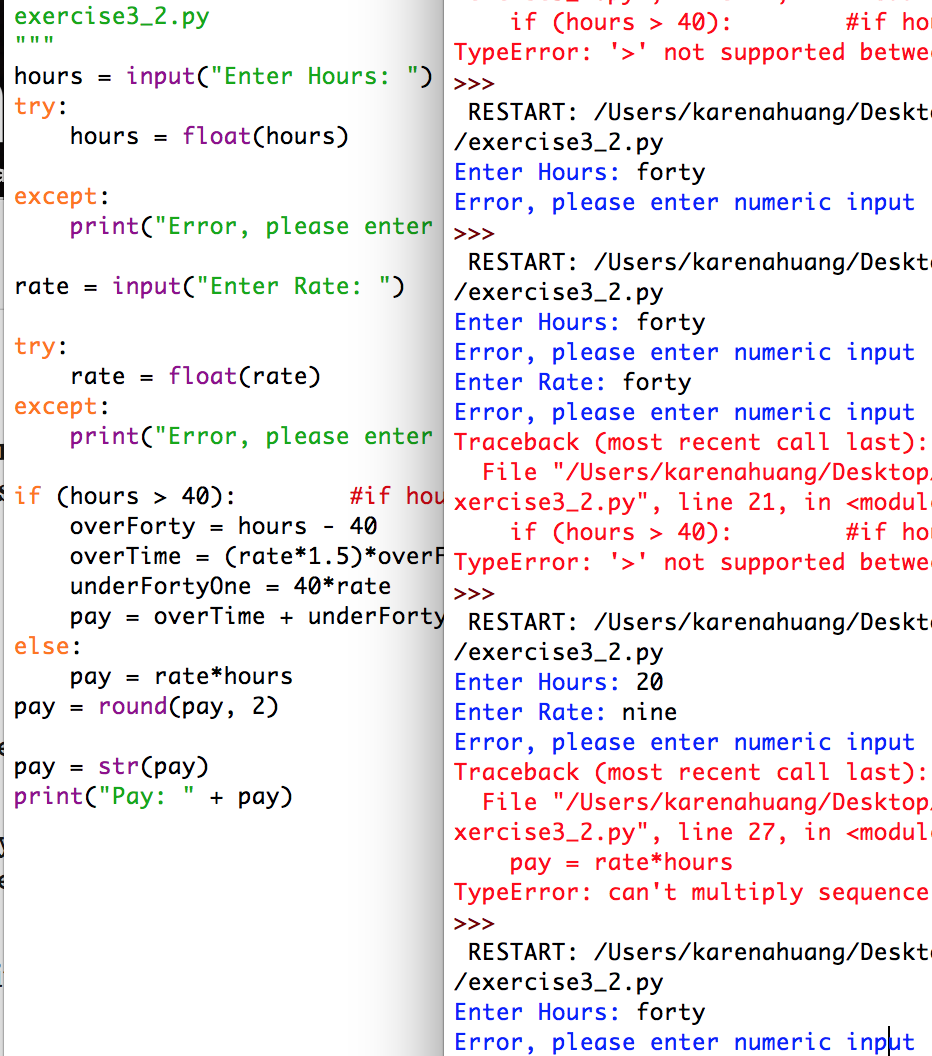 exercise3_2.py
"""
hours = input("Enter Hours: ")
try:
    hours = float(hours)
except:
    print("Error, please enter
rate = input("Enter Rate: ")
try:
    rate = float(rate)
except:
    print("Error, please enter
if (hours > 40):        #if hou
    overForty = hours - 40
    overTime = (rate*1.5)*overF
    underFortyOne = 40*rate
    pay = overTime + underForty
else:
    pay = rate*hours
pay = round(pay, 2)
pay = str(pay)
print("Pay: " + pay)
    if (hours > 40):        #if hou
TypeError: '>' not supported betwee
>>>
 RESTART: /Users/karenahuang/Deskto
/exercise3_2.py
Enter Hours: forty
Error, please enter numeric input
>>>
 RESTART: /Users/karenahuang/Deskto
/exercise3_2.py
Enter Hours: forty
Error, please enter numeric input
Enter Rate: forty
Error, please enter numeric input
Traceback (most recent call last):
  File "/Users/karenahuang/Desktop/
xercise3_2.py", line 21, in <modul
    if (hours > 40):        #if hou
TypeError: '>' not supported betwee
>>>
 RESTART: /Users/karenahuang/Deskto
/exercise3_2.py
Enter Hours: 20
Enter Rate: nine
Error, please enter numeric input
Traceback (most recent call last):
  File "/Users/karenahuang/Desktop/
xercise3_2.py", line 27, in <modul
    pay = rate*hours
TypeError: can't multiply sequence
>>>
 RESTART: /Users/karenahuang/Deskto
/exercise3_2.py
Enter Hours: forty
Error, please enter numeric input